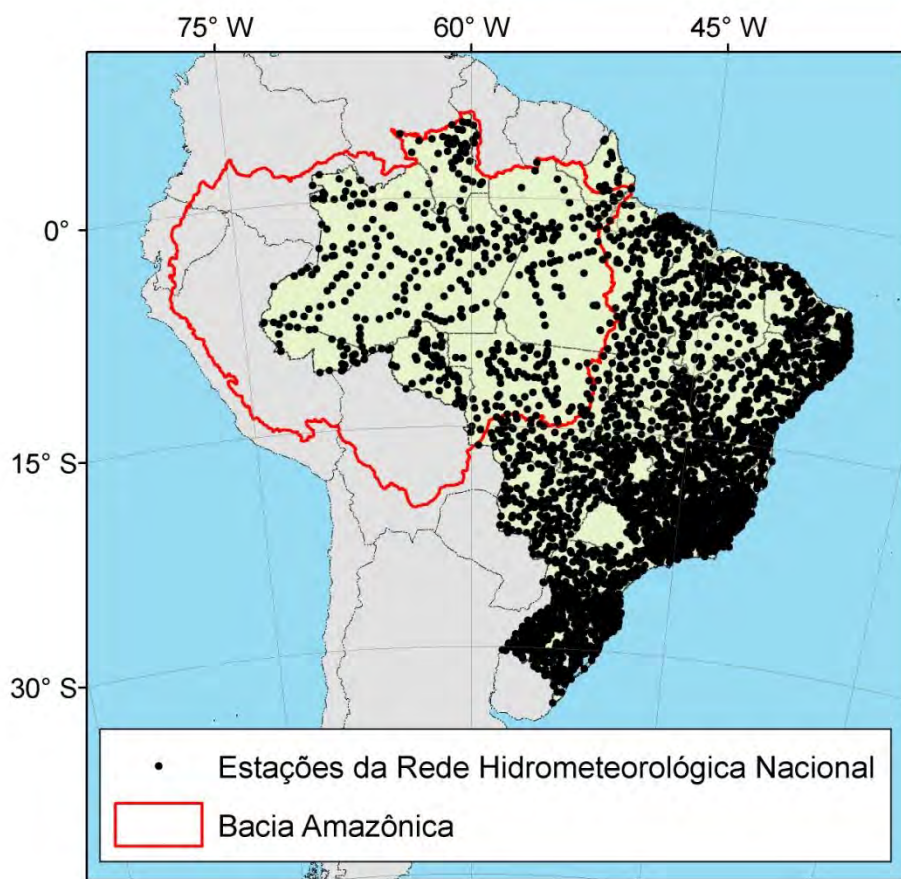 75° W 60° W 45° W
0°
15° S
30° S
Estações da Rede Hidrometeorológica Nacional
Bacia Amazônica